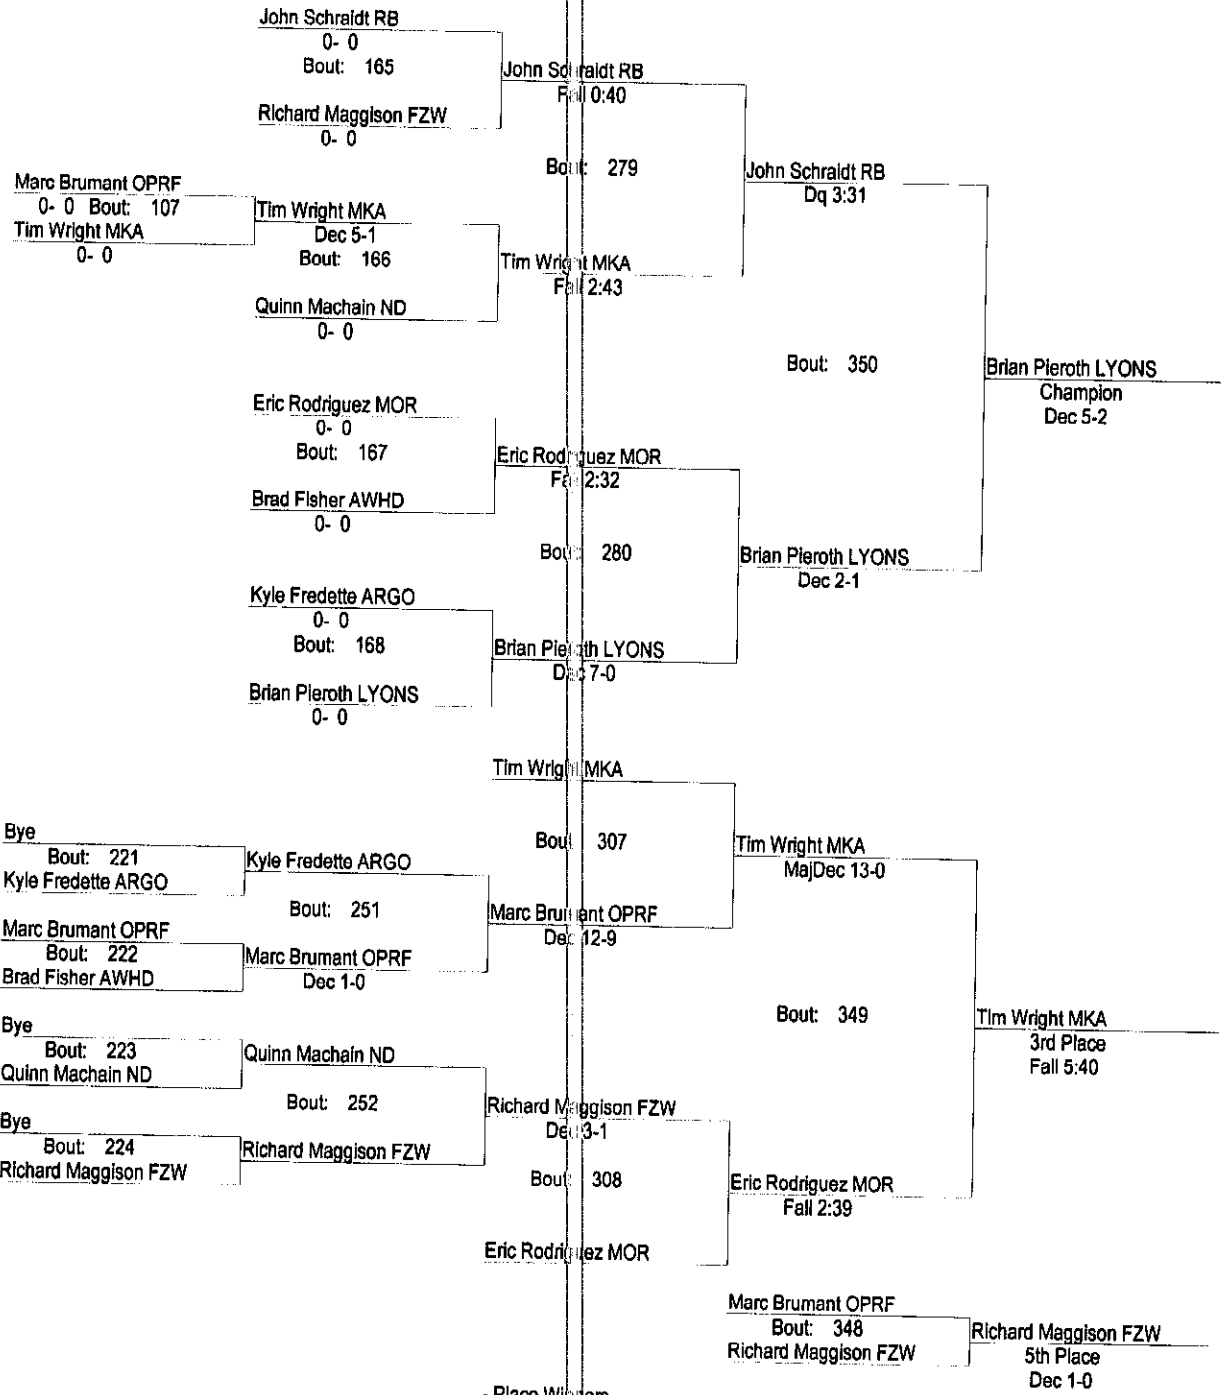 John Schraidt RB
0- 0
Bout: 165
John Schraidt RB
Fall 0:40
Richard Maggison FZW
0- 0
Bout: 279
John Schraidt RB
Dq 3:31
Marc Brumant OPRF
0- 0 Bout: 107
Tim Wright MKA
0- 0
Tim Wright MKA
Dec 5-1
Bout: 166
Tim Wright MKA
Fall 2:43
Quinn Machain ND
0- 0
Bout: 350
Brian Pieroth LYONS
Champion
Dec 5-2
Eric Rodriguez MOR
0- 0
Bout: 167
Eric Rodriguez MOR
Fall 2:32
Brad Fisher AWHD
0- 0
Bout: 280
Brian Pieroth LYONS
Dec 2-1
Kyle Fredette ARGO
0- 0
Bout: 168
Brian Pieroth LYONS
Dec 7-0
Brian Pieroth LYONS
0- 0
Tim Wright MKA
Bout: 307
Tim Wright MKA
MajDec 13-0
Bye
Bout: 221
Kyle Fredette ARGO
Kyle Fredette ARGO
Bout: 251
Marc Brumant OPRF
Dec 12-9
Marc Brumant OPRF
Bout: 222
Brad Fisher AWHD
Marc Brumant OPRF
Dec 1-0
Bout: 349
Tim Wright MKA
3rd Place
Fall 5:40
Bye
Bout: 223
Quinn Machain ND
Quinn Machain ND
Bout: 252
Richard Maggison FZW
Dec 3-1
Bye
Bout: 224
Richard Maggison FZW
Richard Maggison FZW
Bout: 308
Eric Rodriguez MOR
Fall 2:39
Eric Rodriguez MOR
Marc Brumant OPRF
Bout: 348
Richard Maggison FZW
Richard Maggison FZW
5th Place
Dec 1-0
Place Winners